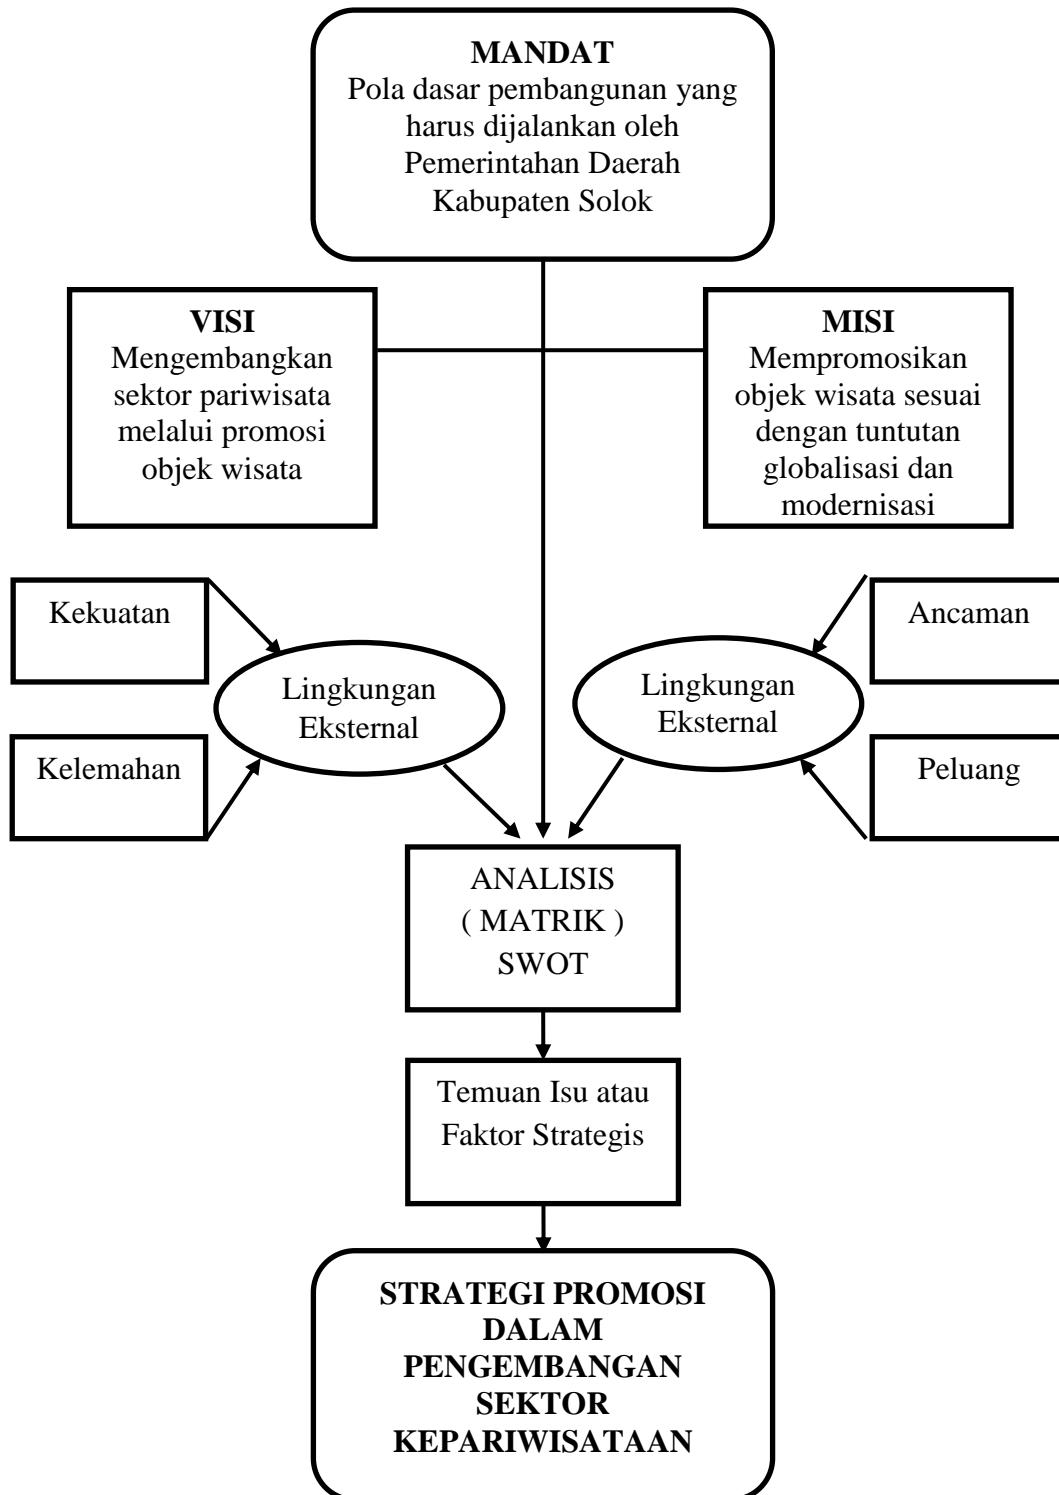 MANDAT
Pola dasar pembangunan yang
harus dijalankan oleh
Pemerintahan Daerah
Kabupaten Solok
VISI
Mengembangkan
sektor pariwisata
melalui promosi
objek wisata
MISI
Mempromosikan
objek wisata sesuai
dengan tuntutan
globalisasi dan
modernisasi
Kekuatan
Lingkungan
Eksternal
Kelemahan
Lingkungan
Eksternal
Ancaman
Peluang
ANALISIS
( MATRIK )
SWOT
Temuan Isu atau
Faktor Strategis
STRATEGI PROMOSI
DALAM
PENGEMBANGAN
SEKTOR
KEPARIWISATAAN